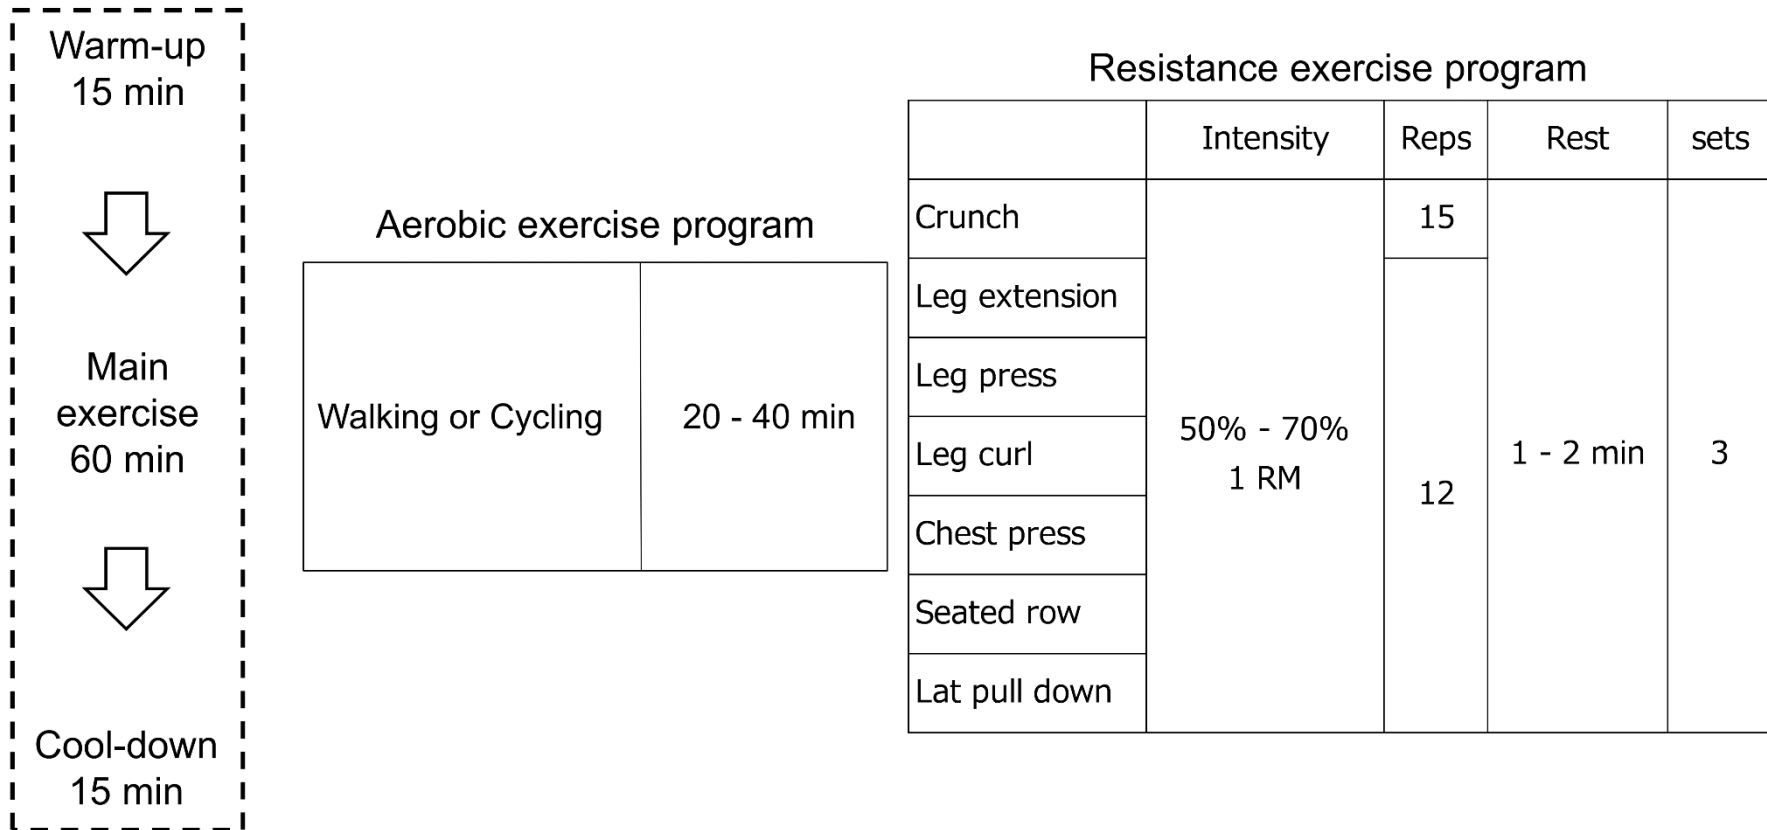 Warm-up
15 min
Main
exercise
60 min
Cool-down
15 min
Aerobic exercise program
Walking or Cycling 20 - 40 min
Resistance exercise program
Intensity Reps Rest sets
Crunch 15
Leg extension
Leg press
Leg curl
Chest press
Seated row
Lat pull down
50% - 70%
1 RM
12
1 - 2 min
3